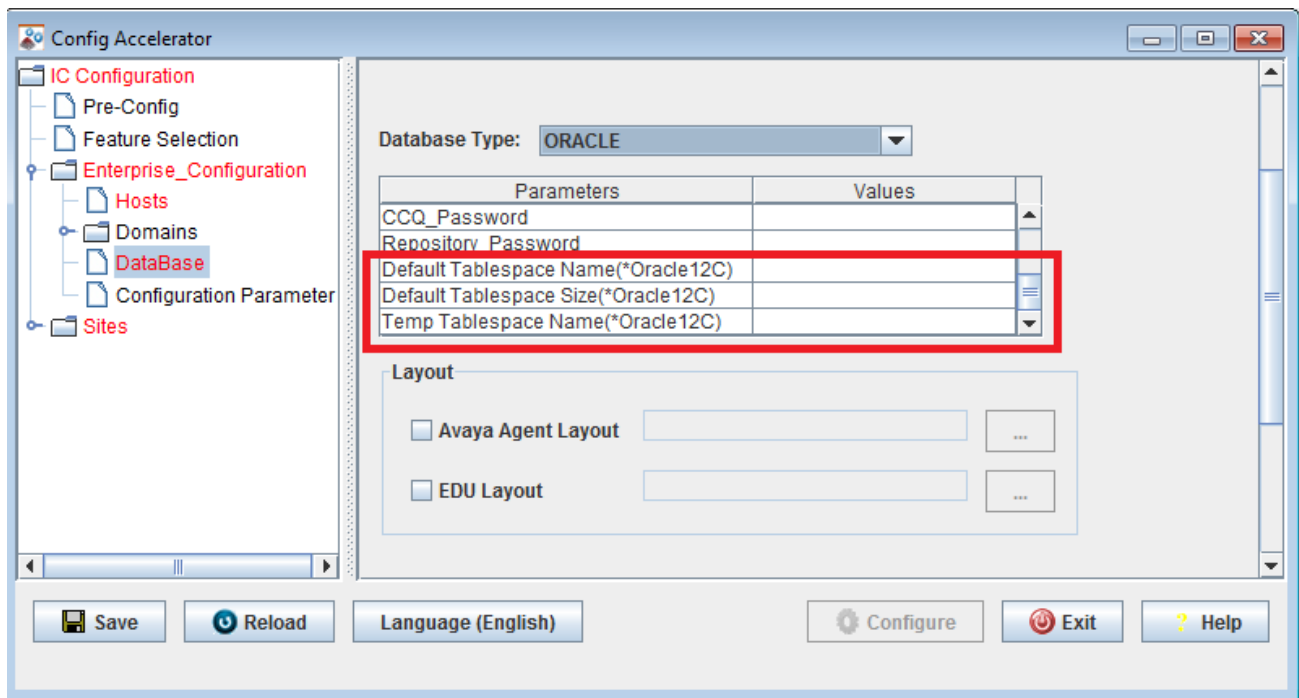 Config Accelerator
IC Configuration
Pre-Config
Feature Selection
Enterprise_Configuration
Hosts
Domains
DataBase
Configuration Parameter
Sites
Database Type: ORACLE
Parameters Values
CCQ_Password
Repository_Password
Default Tablespace Name(*Oracle12C)
Default Tablespace Size(*Oracle12C)
Temp Tablespace Name(*Oracle12C)
Layout
Avaya Agent Layout ...
EDU Layout ...
Save Reload Language (English) Configure Exit ? Help